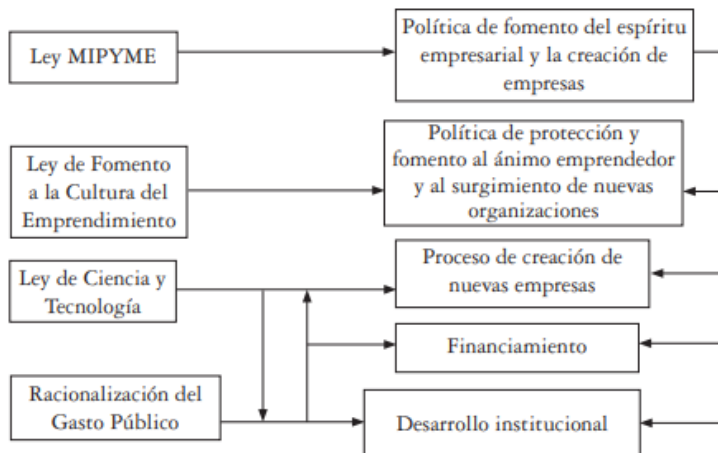 Ley MIPYME
Política de fomento del espíritu
empresarial y la creación de
empresas
Ley de Fomento
a la Cultura del
Emprendimiento
Política de protección y
fomento al ánimo emprendedor
y al surgimiento de nuevas
organizaciones
Ley de Ciencia y
Tecnología
Proceso de creación de
nuevas empresas
Financiamiento
Racionalización del
Gasto Público
Desarrollo institucional